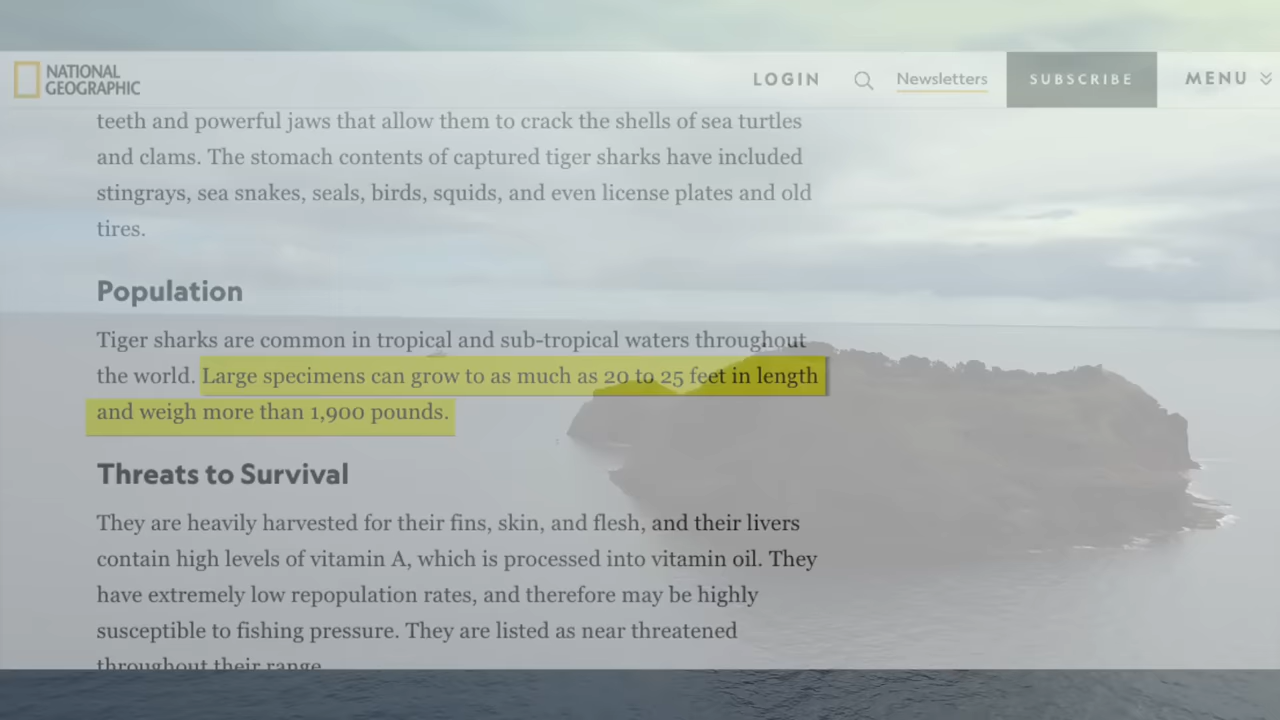 NATIONAL
GEOGRAPHIC
LOGIN
Newsletters
SUBSCRIBE
MENU
teeth and powerful jaws that allow them to crack the shells of sea turtles
and clams. The stomach contents of captured tiger sharks have included
stingrays, sea snakes, seals, birds, squids, and even license plates and old
tires.
Population
Tiger sharks are common in tropical and sub-tropical waters throughout
the world. Large specimens can grow to as much as 20 to 25 feet in length
and weigh more than 1,900 pounds.
Threats to Survival
They are heavily harvested for their fins, skin, and flesh, and their livers
contain high levels of vitamin A, which is processed into vitamin oil. They
have extremely low repopulation rates, and therefore may be highly
susceptible to fishing pressure. They are listed as near threatened
throughout their range